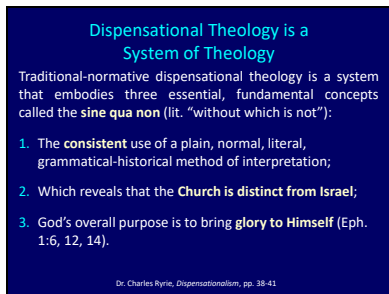 Dispensational Theology is a
System of Theology
Traditional-normative dispensational theology is a system
that embodies three essential, fundamental concepts
called the sine qua non (lit. “without which is not”):
1. The consistent use of a plain, normal, literal,
grammatical-historical method of interpretation;
2. Which reveals that the Church is distinct from Israel;
3. God’s overall purpose is to bring glory to Himself (Eph.
1:6, 12, 14).
Dr. Charles Ryrie, Dispensationalism, pp. 38-41